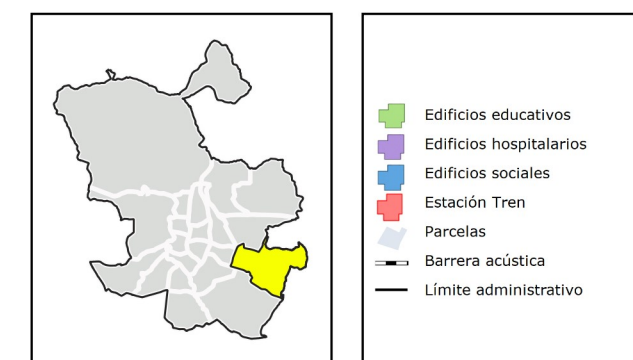 Edificios educativos
Edificios hospitalarios
Edificios sociales
Estación Tren
Parcelas
Barrera acústica
Límite administrativo